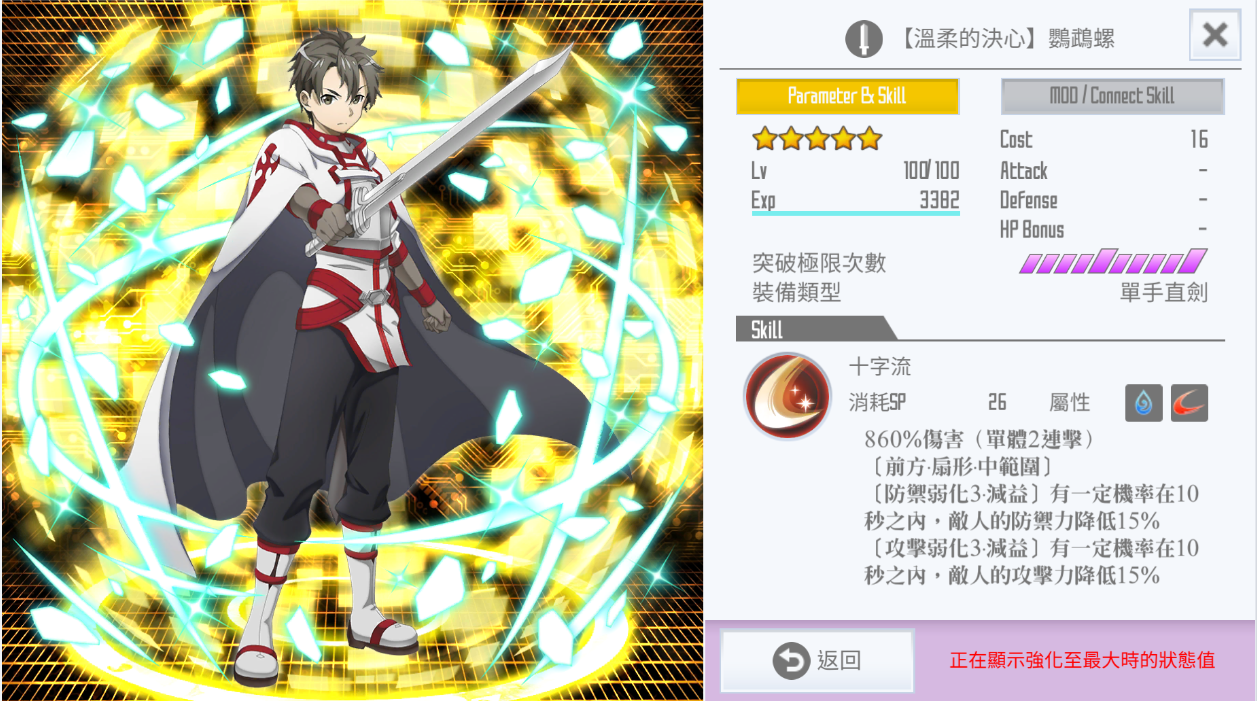 【溫柔的決心】鸚鵡螺
Parameter & Skill
MOD / Connect Skill
Cost 16
Lv 100/100
Attack -
Exp 3382
Defense -
HP Bonus -
突破極限次數
裝備類型 單手直劍
Skill
十字流
消耗SP 26 屬性
860%傷害（單體2連擊）
〔前方·扇形·中範圍〕
〔防禦弱化3·減益〕有一定機率在10
秒之內，敵人的防禦力降低15%
〔攻擊弱化3·減益〕有一定機率在10
秒之內，敵人的攻擊力降低15%
返回
正在顯示強化至最大時的狀態值